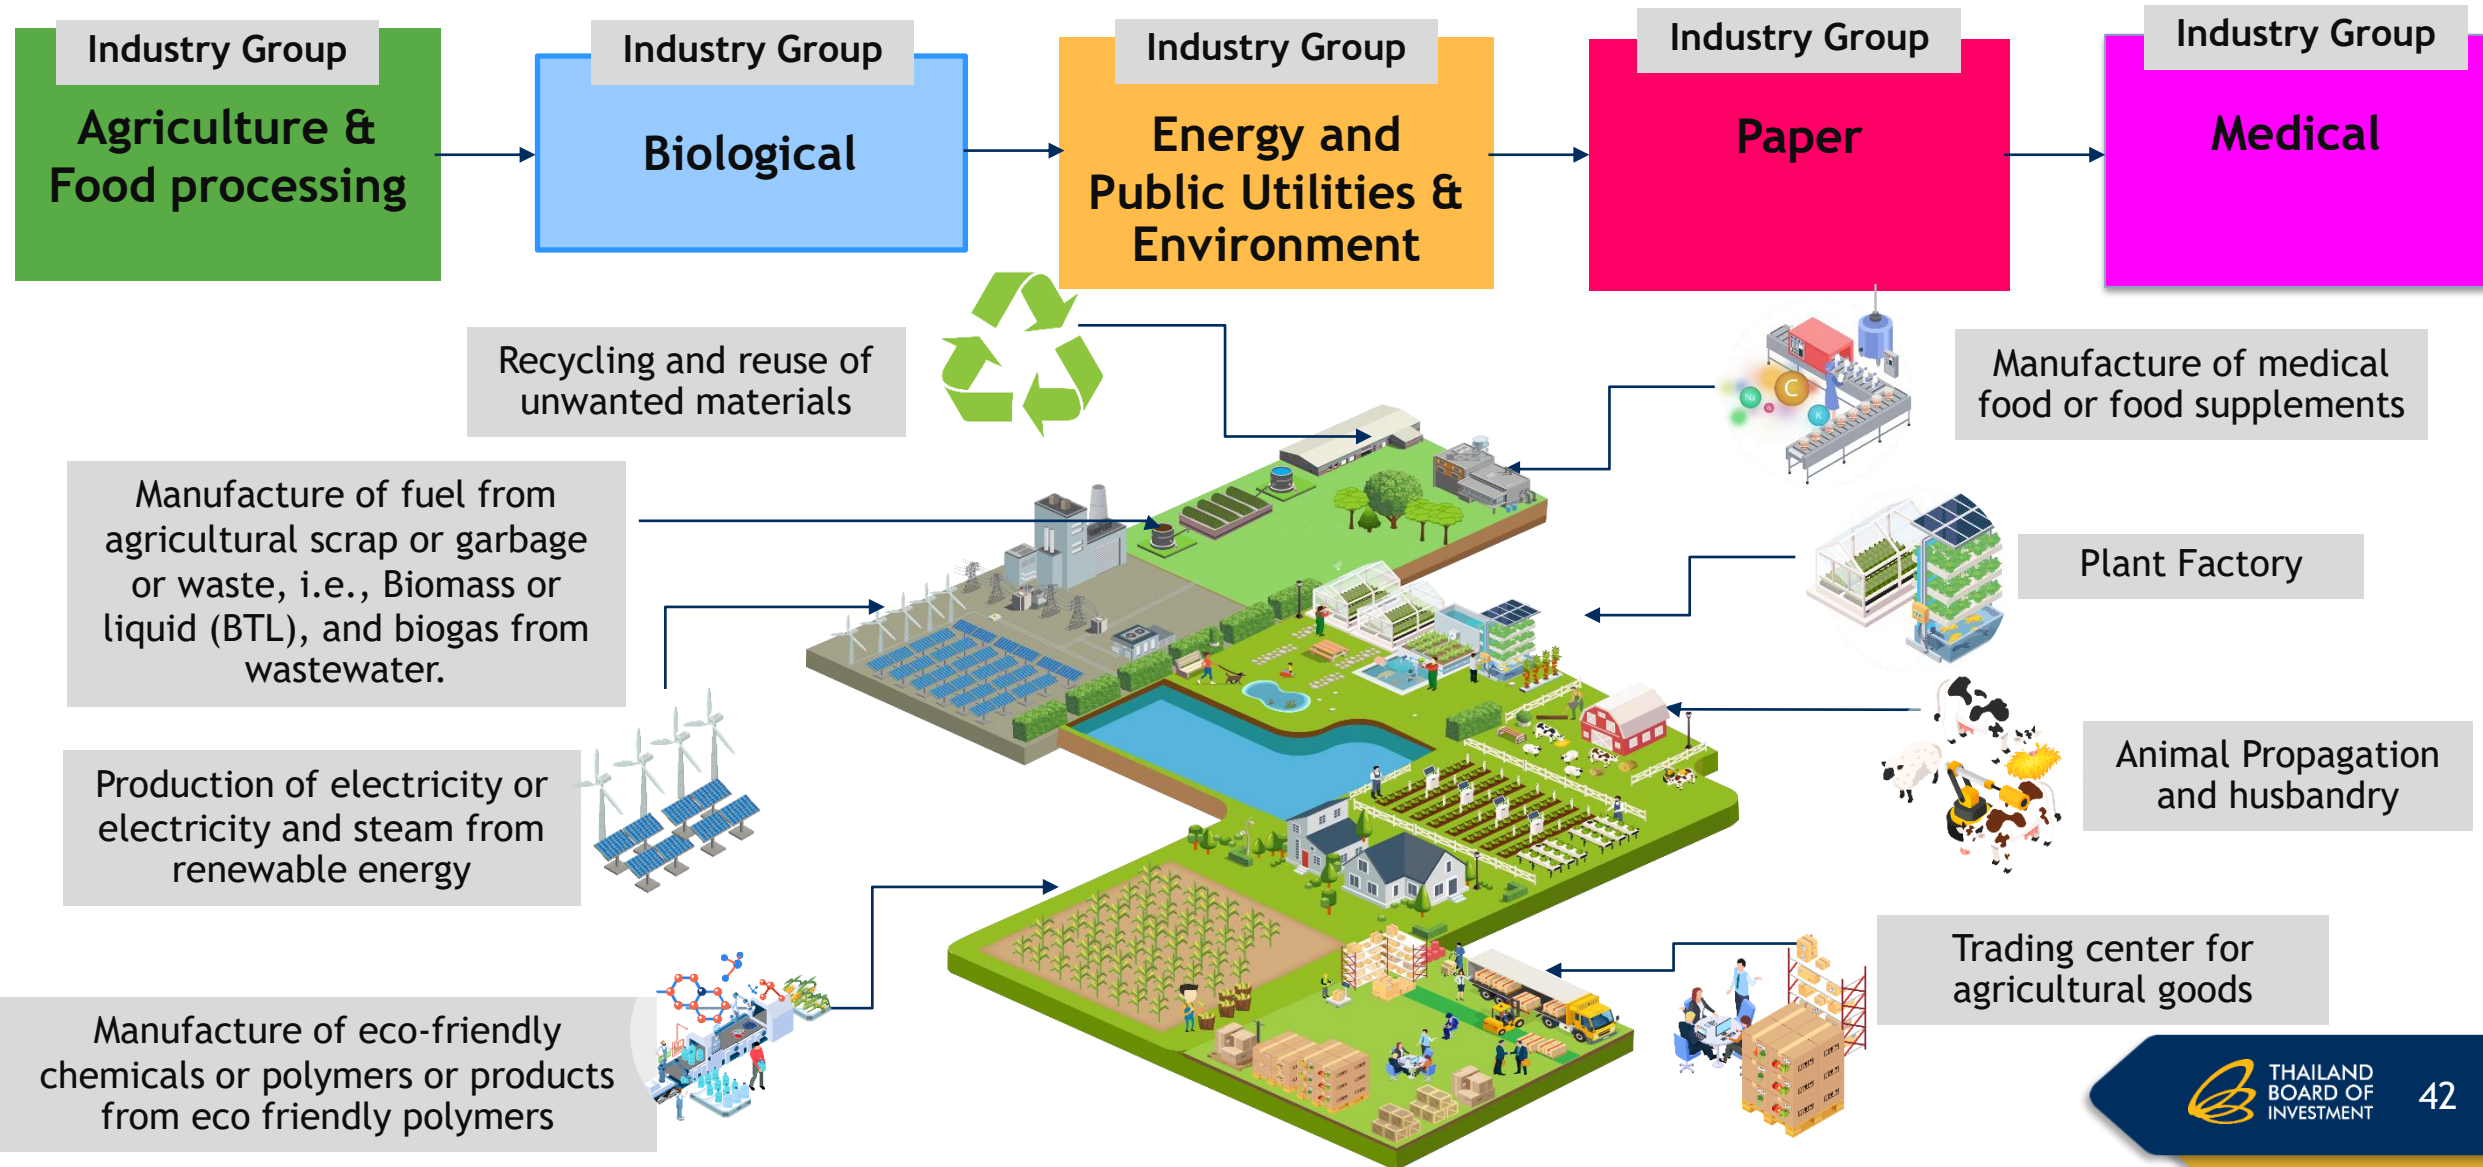 Industry Group
Agriculture &
Food processing
Industry Group
Biological
Industry Group
Energy and
Public Utilities &
Environment
Industry Group
Paper
Industry Group
Medical
Recycling and reuse of
unwanted materials
Manufacture of medical
food or food supplements
Na
C
K
Manufacture of fuel from
agricultural scrap or garbage
or waste, i.e., Biomass or
liquid (BTL), and biogas from
wastewater.
Plant Factory
Production of electricity or
electricity and steam from
renewable energy
Animal Propagation
and husbandry
Trading center for
agricultural goods
Manufacture of eco-friendly
chemicals or polymers or products
from eco friendly polymers
THAILAND
BOARD OF
INVESTMENT
42